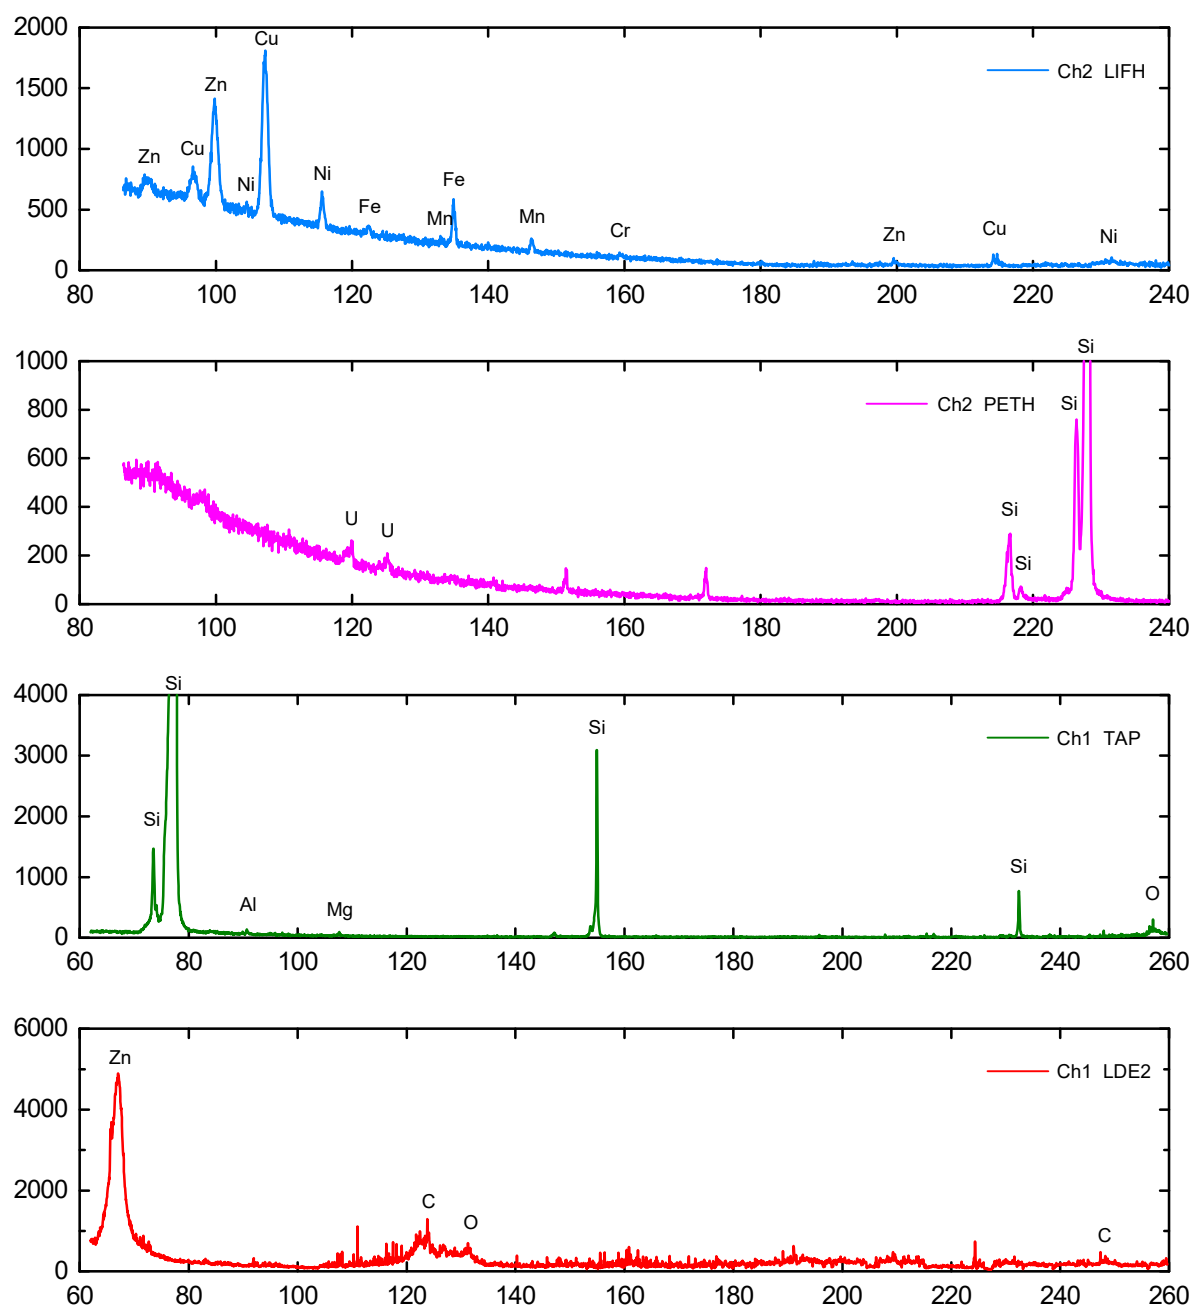 2000
Cu
Ch2 LIFH
1500
Zn
1000
Zn Cu
500
Ni Ni Fe Mn Fe Mn Cr Zn Cu Ni
0
80 100 120 140 160 180 200 220 240
1000
Si
800
Si
Ch2 PETH
600
400
U U Si
200
Si
0
80 100 120 140 160 180 200 220 240
4000
Si
Ch1 TAP
3000
Si
2000
Si
1000
Al Mg Si O
0
60 80 100 120 140 160 180 200 220 240 260
6000
Zn
Ch1 LDE2
4000
2000
C O C
0
60 80 100 120 140 160 180 200 220 240 260